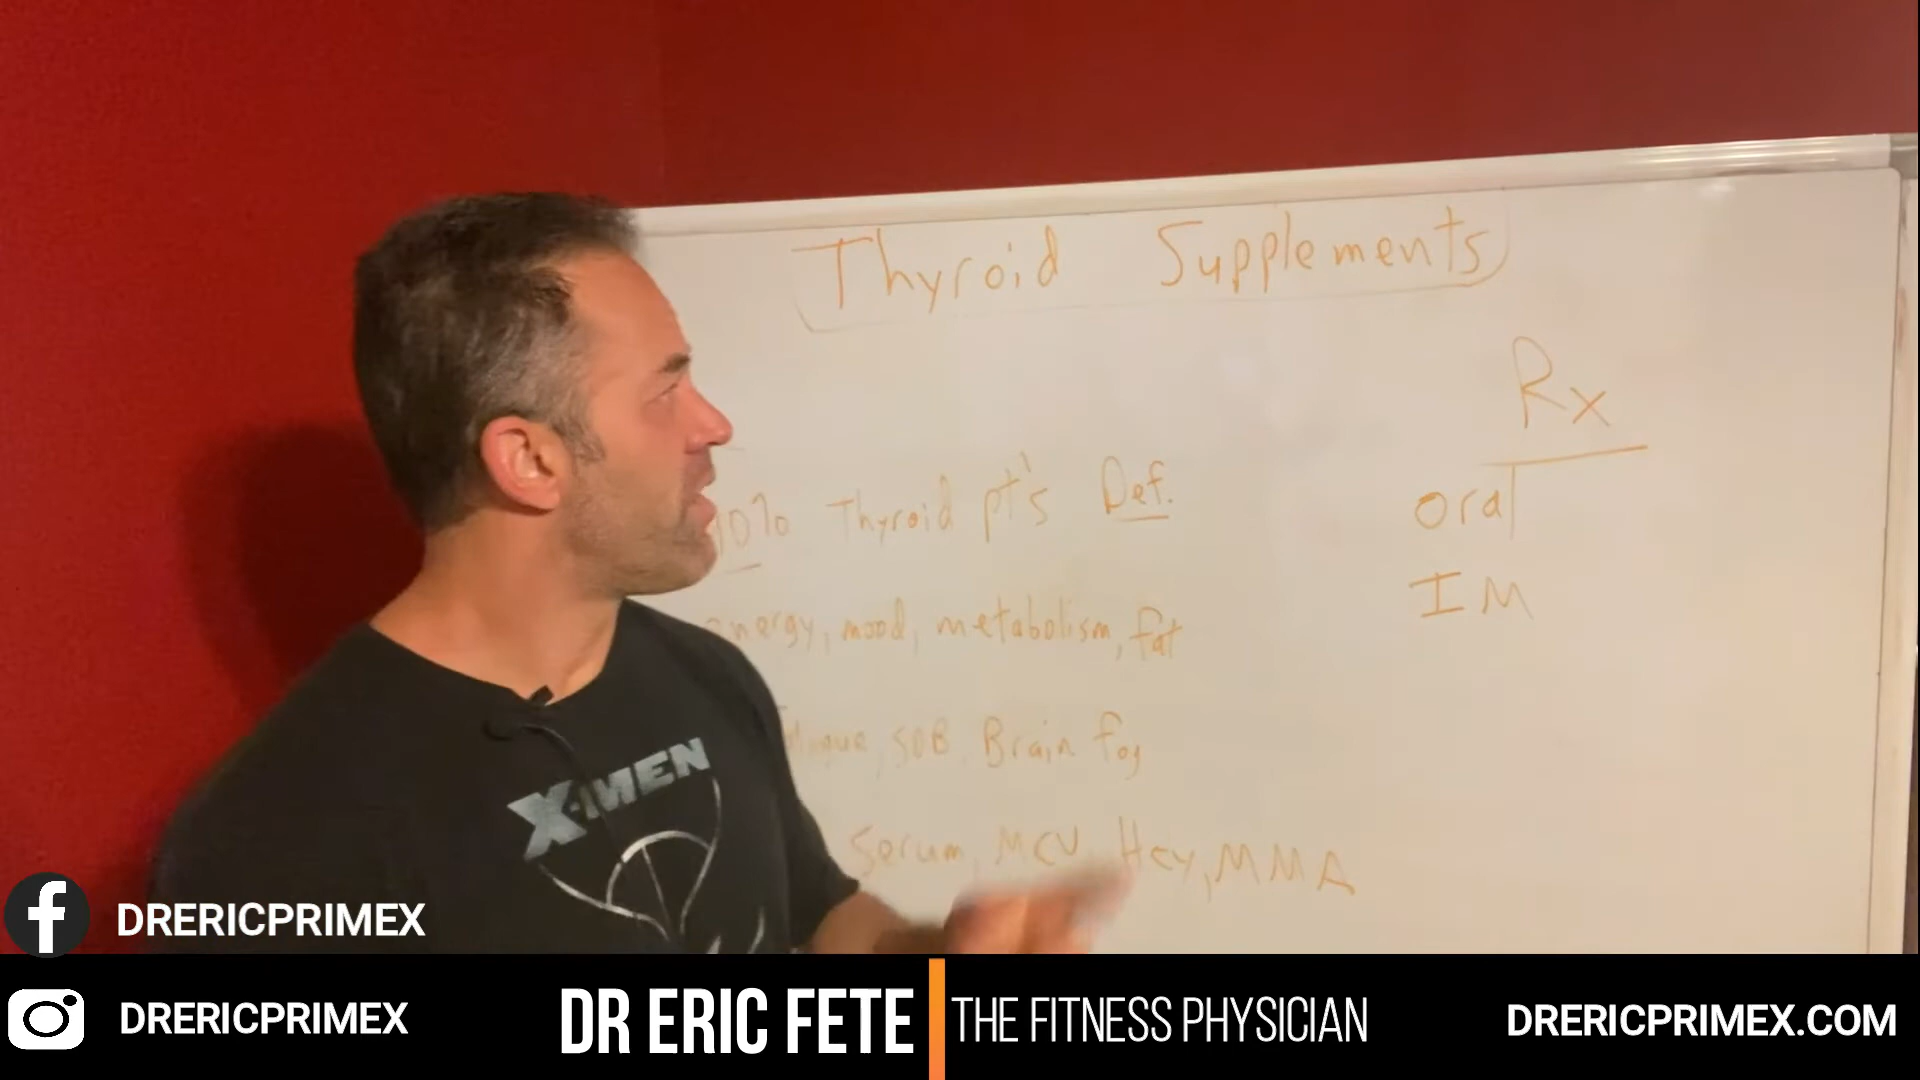 Thyroid Supplements
Rx
Thyroid pt's Def.
oral
energy, mood, metabolism, fat
IM
SOB, Brain fog
Serum, MCV, Hcy, MMA
X-MEN
f DRERICPRIMEX
DRERICPRIMEX
DR ERIC FETE
THE FITNESS PHYSICIAN
DRERICPRIMEX.COM